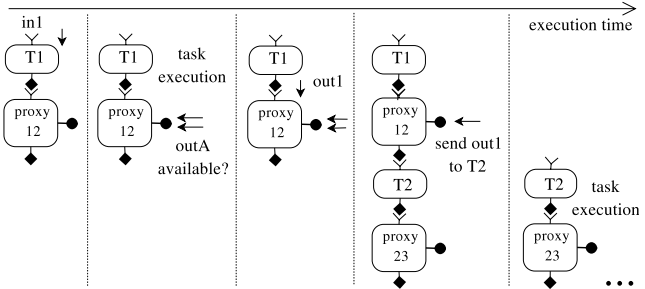 execution time
in1
T1
proxy
12
T1
task
execution
proxy
12
outA
available?
T1
out1
proxy
12
T1
proxy
12
send out1
to T2
T2
proxy
23
T2
task
execution
proxy
23
...